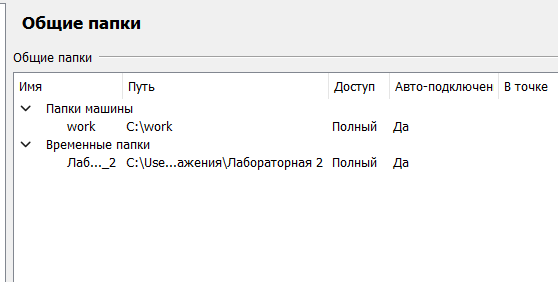 Общие папки
Общие папки
Имя Путь Доступ Авто-подключен В точке
Папки машины
work C:\work Полный Да
Временные папки
Лаб..._2 C:\Use...ажения\Лабораторная 2 Полный Да